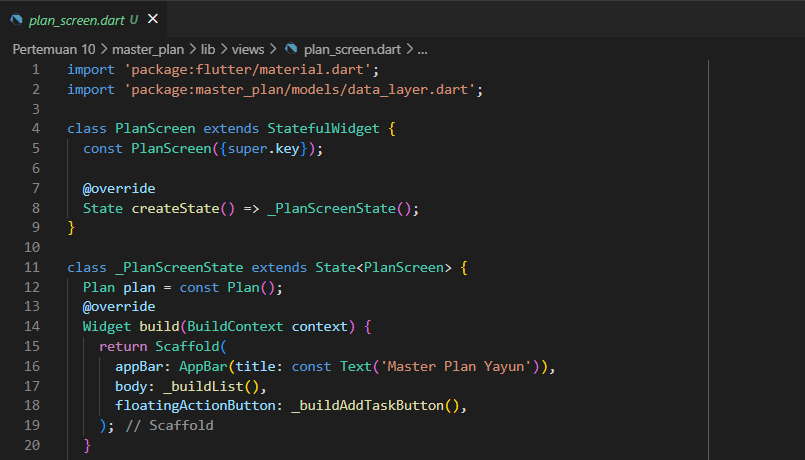 plan_screen.dart U ×
Pertemuan 10 > master_plan > lib > views > plan_screen.dart > ...
1 import 'package:flutter/material.dart';
2 import 'package:master_plan/models/data_layer.dart';
3
4 class PlanScreen extends StatefulWidget {
5   const PlanScreen({super.key});
6
7   @override
8   State createState() => _PlanScreenState();
9 }
10
11 class _PlanScreenState extends State<PlanScreen> {
12   Plan plan = const Plan();
13   @override
14   Widget build(BuildContext context) {
15     return Scaffold(
16       appBar: AppBar(title: const Text('Master Plan Yayun')),
17       body: _buildList(),
18       floatingActionButton: _buildAddTaskButton(),
19     ); // Scaffold
20   }